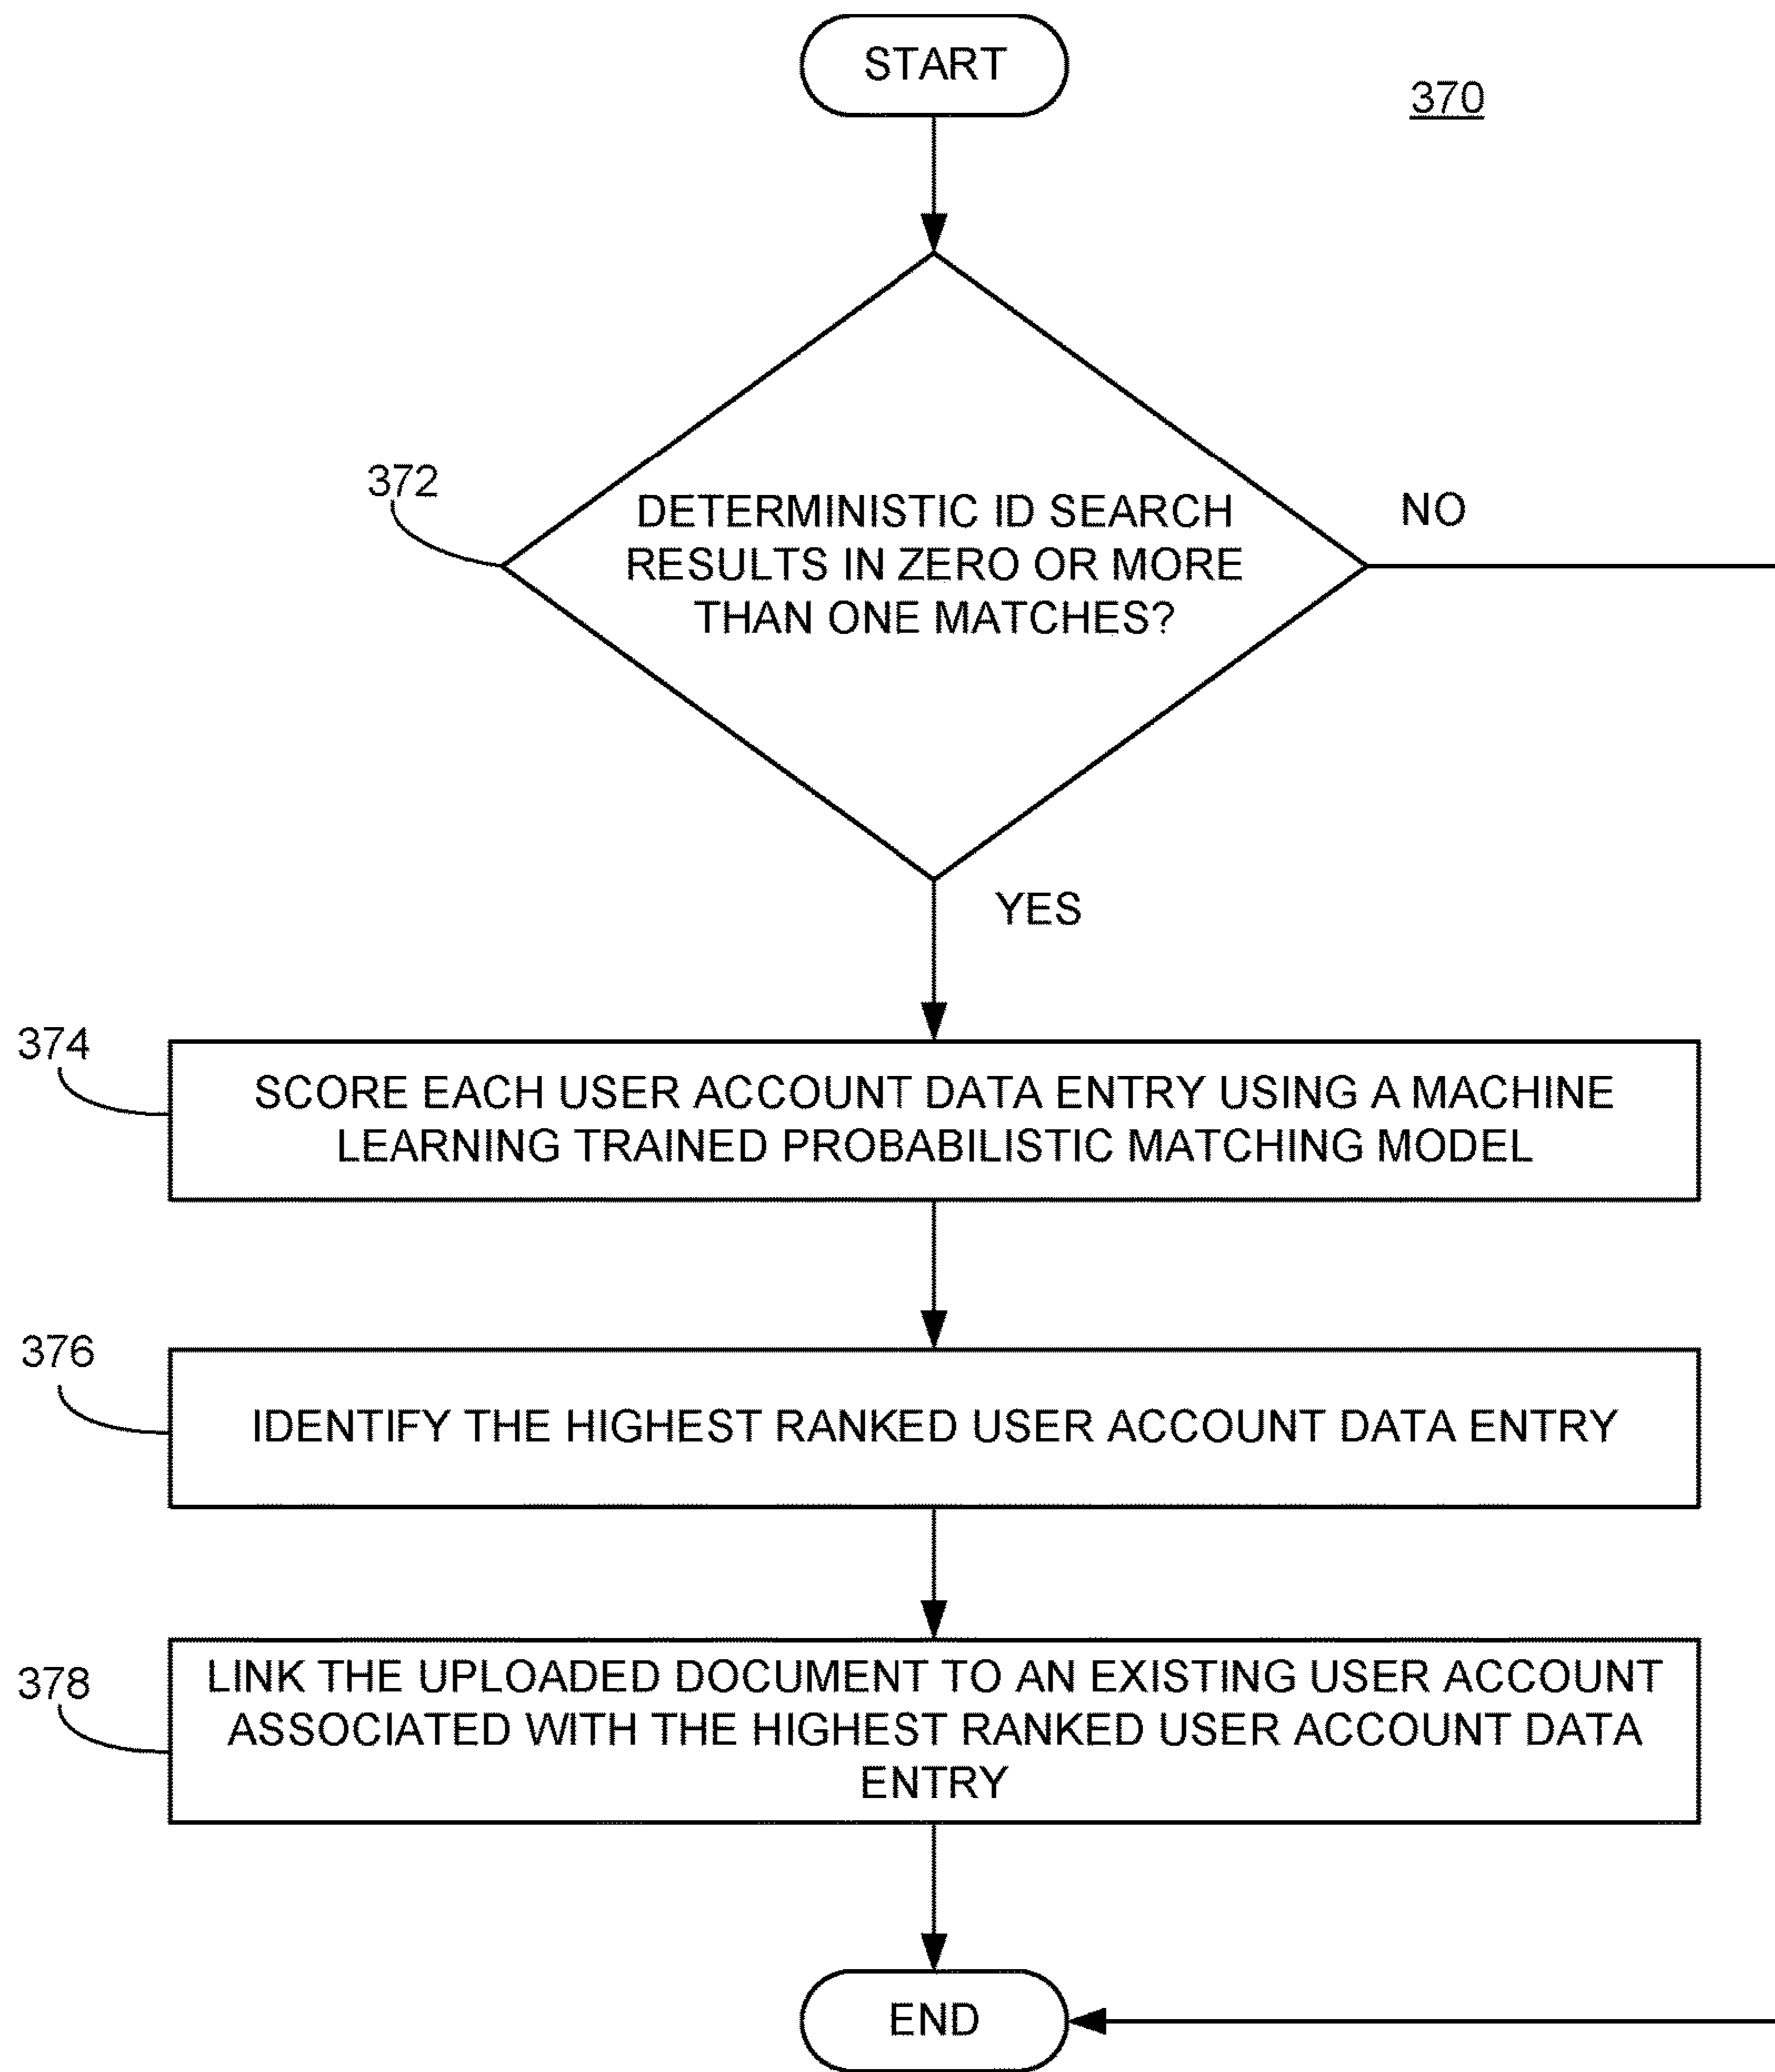 START
370
372
DETERMINISTIC ID SEARCH
RESULTS IN ZERO OR MORE
THAN ONE MATCHES?
NO
YES
374
SCORE EACH USER ACCOUNT DATA ENTRY USING A MACHINE
LEARNING TRAINED PROBABILISTIC MATCHING MODEL
376
IDENTIFY THE HIGHEST RANKED USER ACCOUNT DATA ENTRY
378
LINK THE UPLOADED DOCUMENT TO AN EXISTING USER ACCOUNT
ASSOCIATED WITH THE HIGHEST RANKED USER ACCOUNT DATA
ENTRY
END